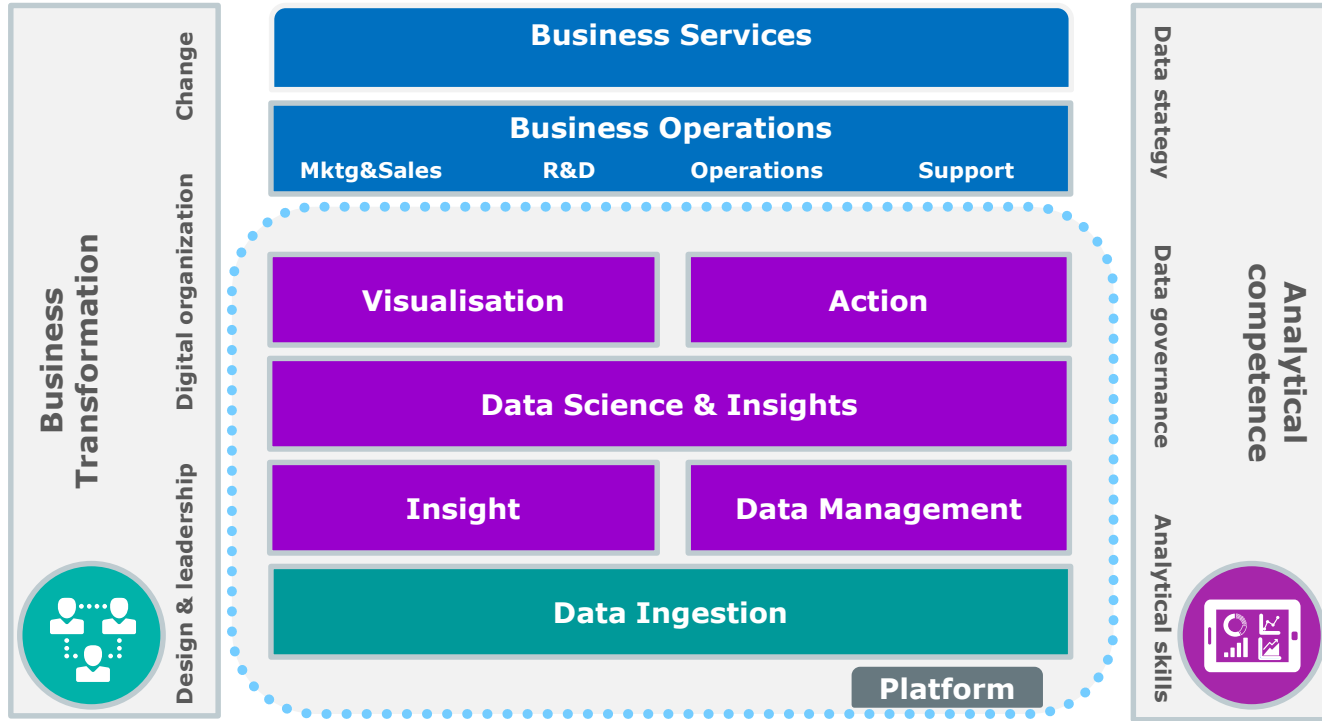 Business
Transformation
Change
Digital organization
Design & leadership
Business Services
Business Operations
Mktg&Sales R&D Operations Support
Visualisation Action
Data Science & Insights
Insight Data Management
Data Ingestion
Platform
Data stategy
Data governance
Analytical skills
Analytical
competence